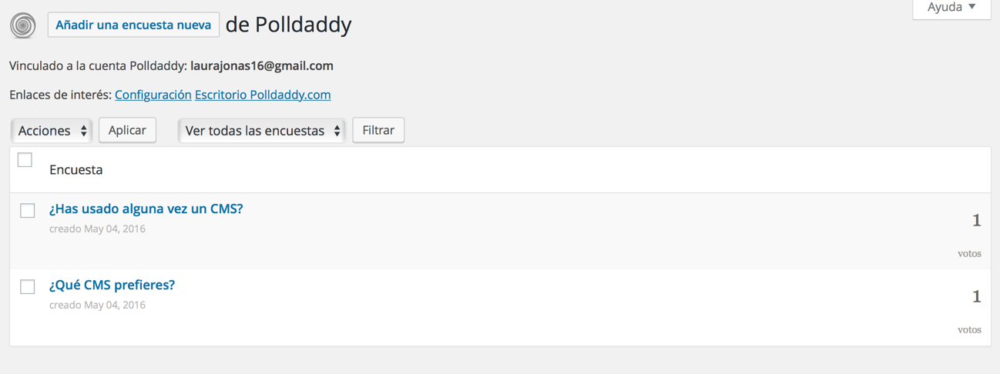 Ayuda ▼
Añadir una encuesta nueva de Polldaddy
Vinculado a la cuenta Polldaddy: laurajonas16@gmail.com
Enlaces de interés: Configuración Escritorio Polldaddy.com
Acciones Aplicar Ver todas las encuestas Filtrar
Encuesta
¿Has usado alguna vez un CMS?
creado May 04, 2016
1
votos
¿Qué CMS prefieres?
creado May 04, 2016
1
votos